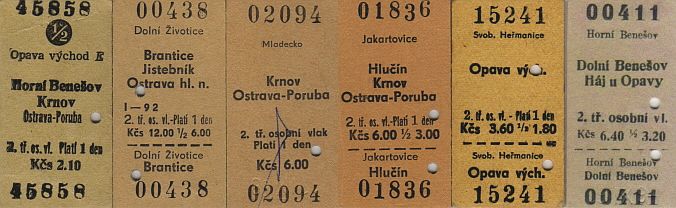 45858
1/2
Opava východ E
Horní Benešov
Krnov
Ostrava-Poruba
2. tř. os. vl. Platí 1 den
Kčs 2.10
45858
00438
Dolní Životice
Brantice
Jistebník
Ostrava hl. n.
I-92
2. tř. os. vl.-Platí 1 den
Kčs 12.00 ½ 6.00
Dolní Životice
Brantice
00438
02094
Mladecko
Krnov
Ostrava-Poruba
2. tř. osobní vlak
Platí 1 den
Kčs 6.00
02094
01836
Jakartovice
Hlučín
Krnov
Ostrava-Poruba
2. tř. os. vl.-Platí 1 den
Kčs 6.00 ½ 3.00
Jakartovice
Hlučín
01836
15241
Svob. Heřmanice
Opava vých.
2. tř. os. vl.-Platí 1 den
Kčs 3.60 ½ 1.80
Svob. Heřmanice
Opava vých.
15241
00411
Horní Benešov
Dolní Benešov
Háj u Opavy
2. tř. osobní vl.
Kčs 6.40 ½ 3.20
Horní Benešov
Dolní Benešov
00411